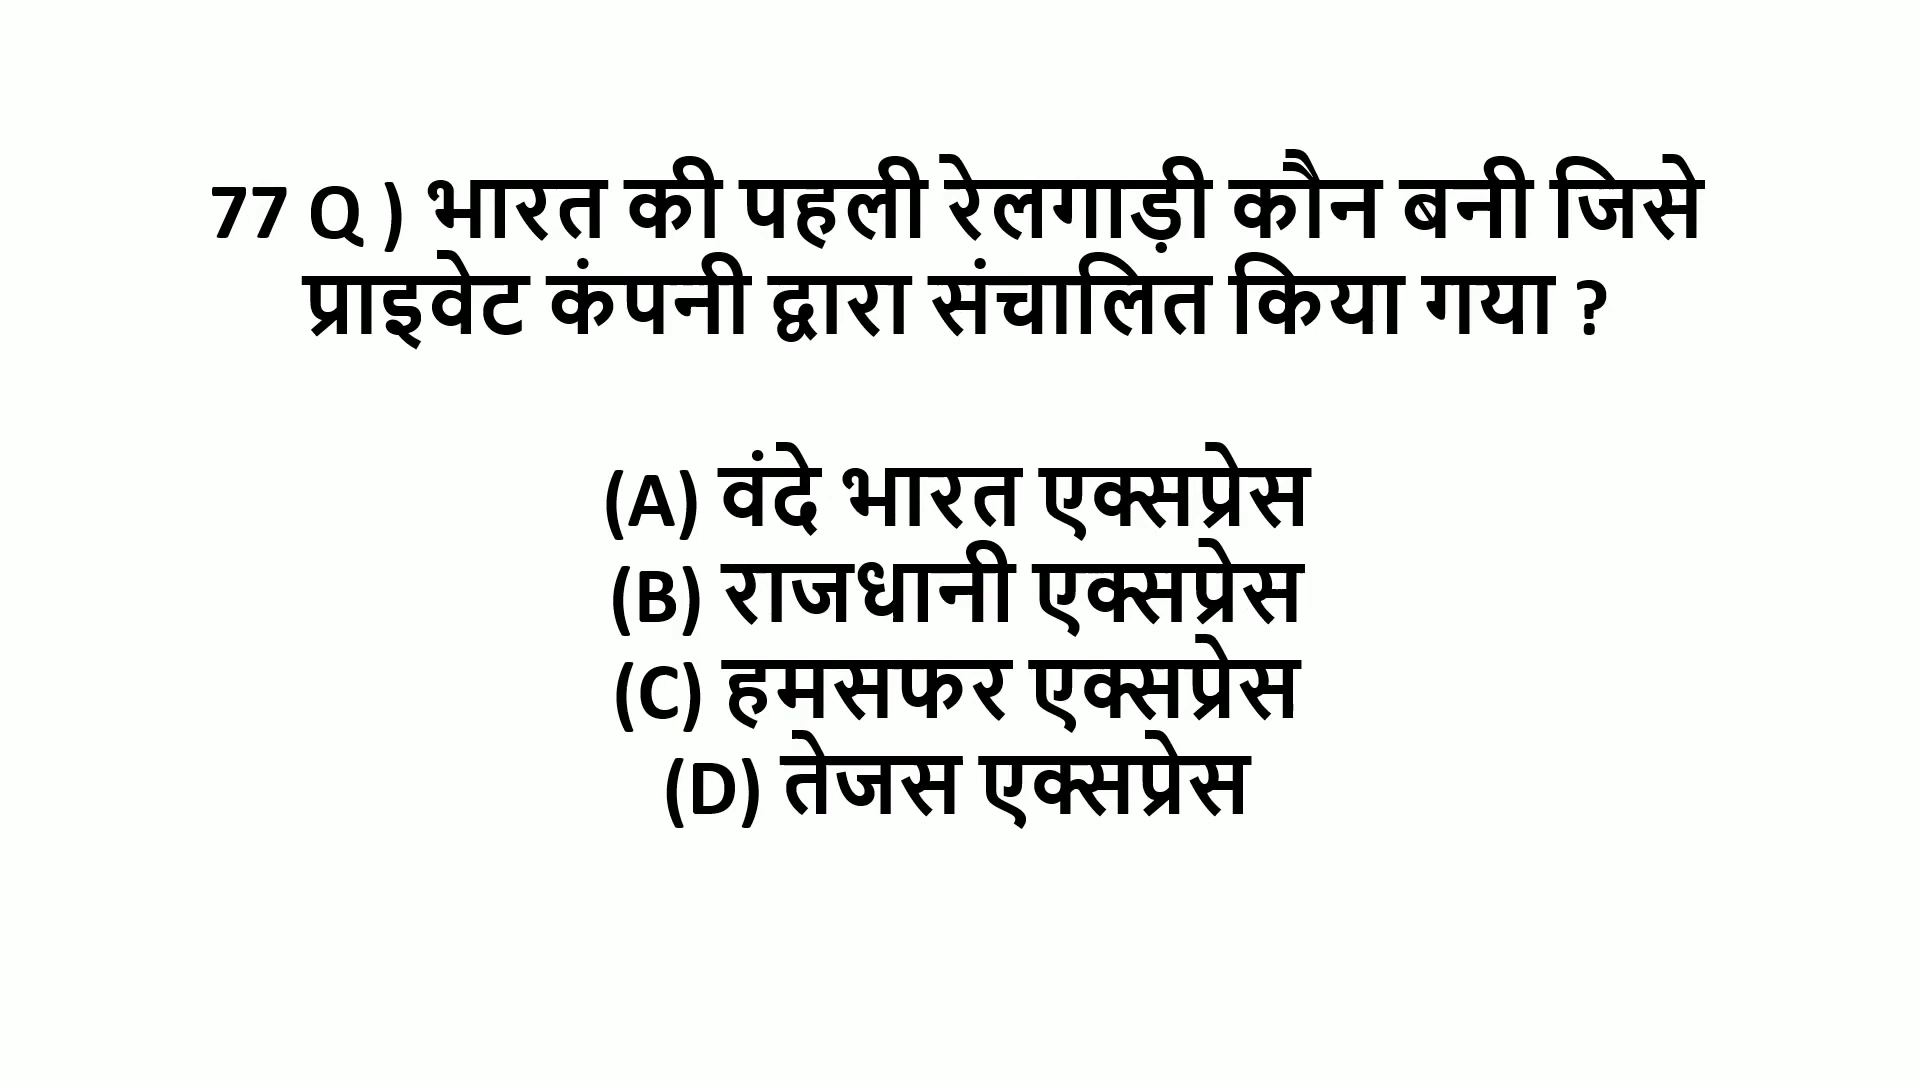 77 Q ) भारत की पहली रेलगाड़ी कौन बनी जिसे
प्राइवेट कंपनी द्वारा संचालित किया गया ?
(A) वंदे भारत एक्सप्रेस
(B) राजधानी एक्सप्रेस
(C) हमसफर एक्सप्रेस
(D) तेजस एक्सप्रेस